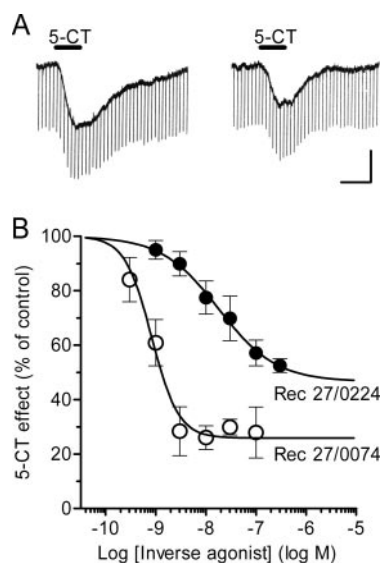 A
5-CT
5-CT
B
5-CT effect (% of control)
100
80
60
40
20
0
Rec 27/0224
Rec 27/0074
-10
-9
-8
-7
-6
-5
Log [Inverse agonist] (log M)